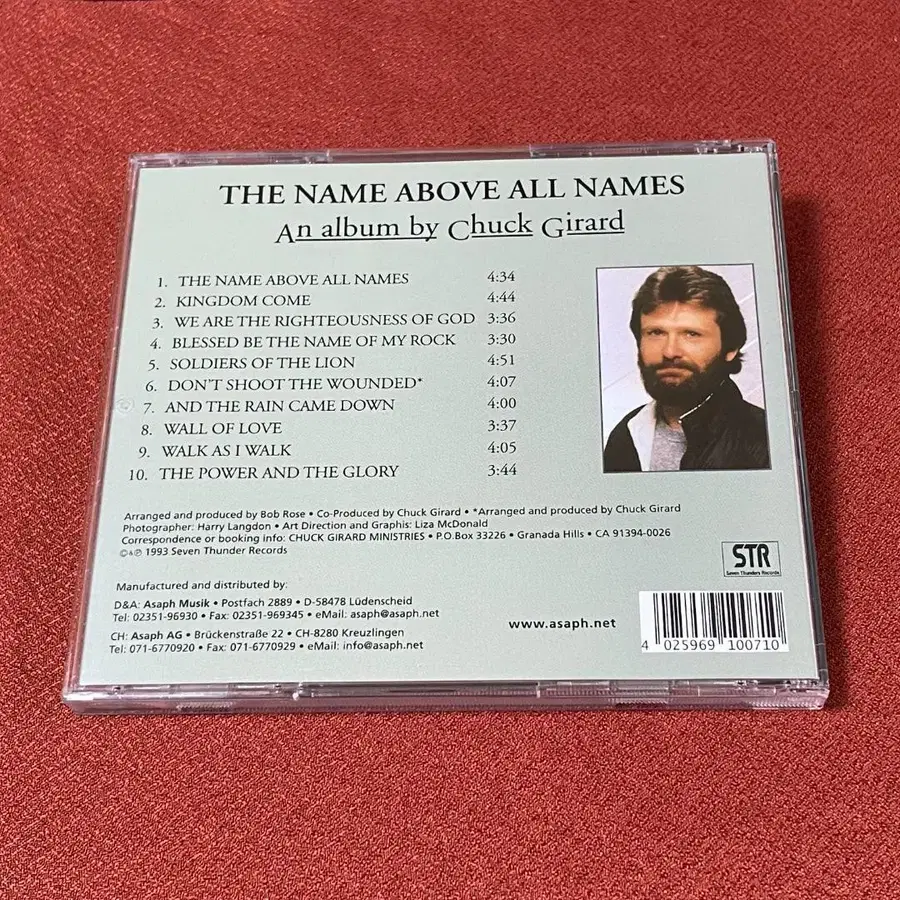 THE NAME ABOVE ALL NAMES
An album by Chuck Girard
1. THE NAME ABOVE ALL NAMES 4:34
2. KINGDOM COME 4:44
3. WE ARE THE RIGHTEOUSNESS OF GOD 3:36
4. BLESSED BE THE NAME OF MY ROCK 3:30
5. SOLDIERS OF THE LION 4:51
6. DON'T SHOOT THE WOUNDED* 4:07
7. AND THE RAIN CAME DOWN 4:00
8. WALL OF LOVE 3:37
9. WALK AS I WALK 4:05
10. THE POWER AND THE GLORY 3:44
Arranged and produced by Bob Rose • Co-Produced by Chuck Girard • *Arranged and produced by Chuck Girard
Photographer: Harry Langdon • Art Direction and Graphis: Liza McDonald
Correspondence or booking info: CHUCK GIRARD MINISTRIES • P.O.Box 33226 • Granada Hills • CA 91394-0026
©&℗ 1993 Seven Thunder Records
STR
Seven Thunders Records
Manufactured and distributed by:
D&A: Asaph Musik • Postfach 2889 • D-58478 Lüdenscheid
Tel: 02351-96930 • Fax: 02351-969345 • eMail: asaph@asaph.net
CH: Asaph AG • Brückenstraße 22 • CH-8280 Kreuzlingen
Tel: 071-6770920 • Fax: 071-6770929 • eMail: info@asaph.net
www.asaph.net
4 025969 100710